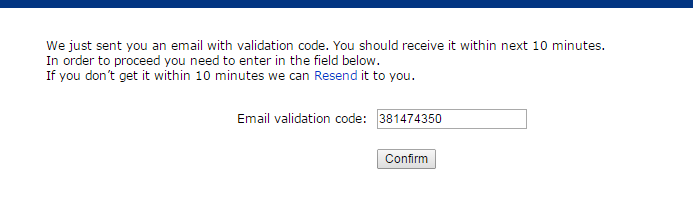 We just sent you an email with validation code. You should receive it within next 10 minutes.
In order to proceed you need to enter in the field below.
If you don't get it within 10 minutes we can Resend it to you.
Email validation code: 381474350
Confirm